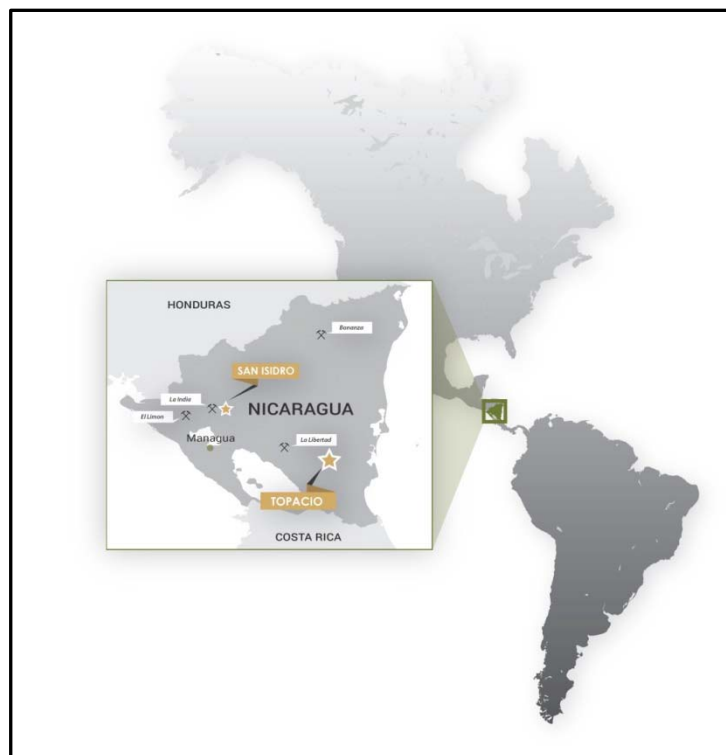 HONDURAS
Bonanza
SAN ISIDRO
La India
El Limon
NICARAGUA
Managua
La Libertad
TOPACIO
COSTA RICA